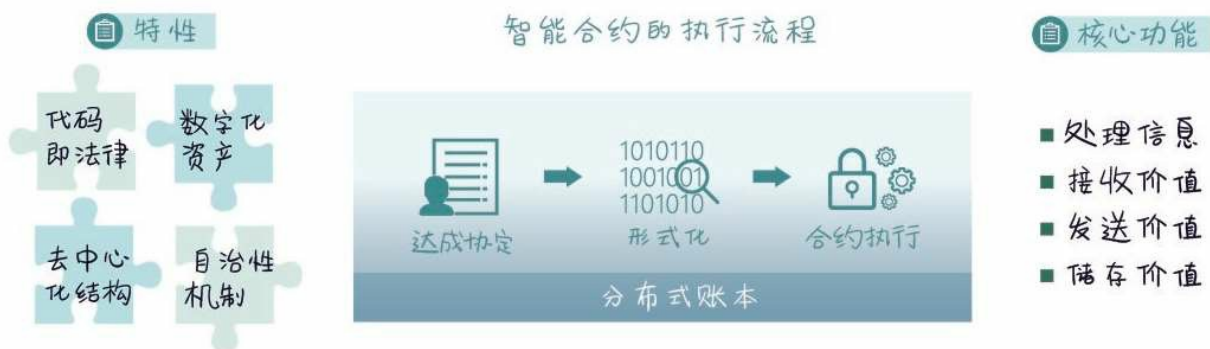 特性
代码
即法律
数字化
资产
去中心
化结构
自治性
机制
智能合约的执行流程
1010110
1001001
1101010
达成协定
形式化
合约执行
分布式账本
核心功能
处理信息
接收价值
发送价值
储存价值